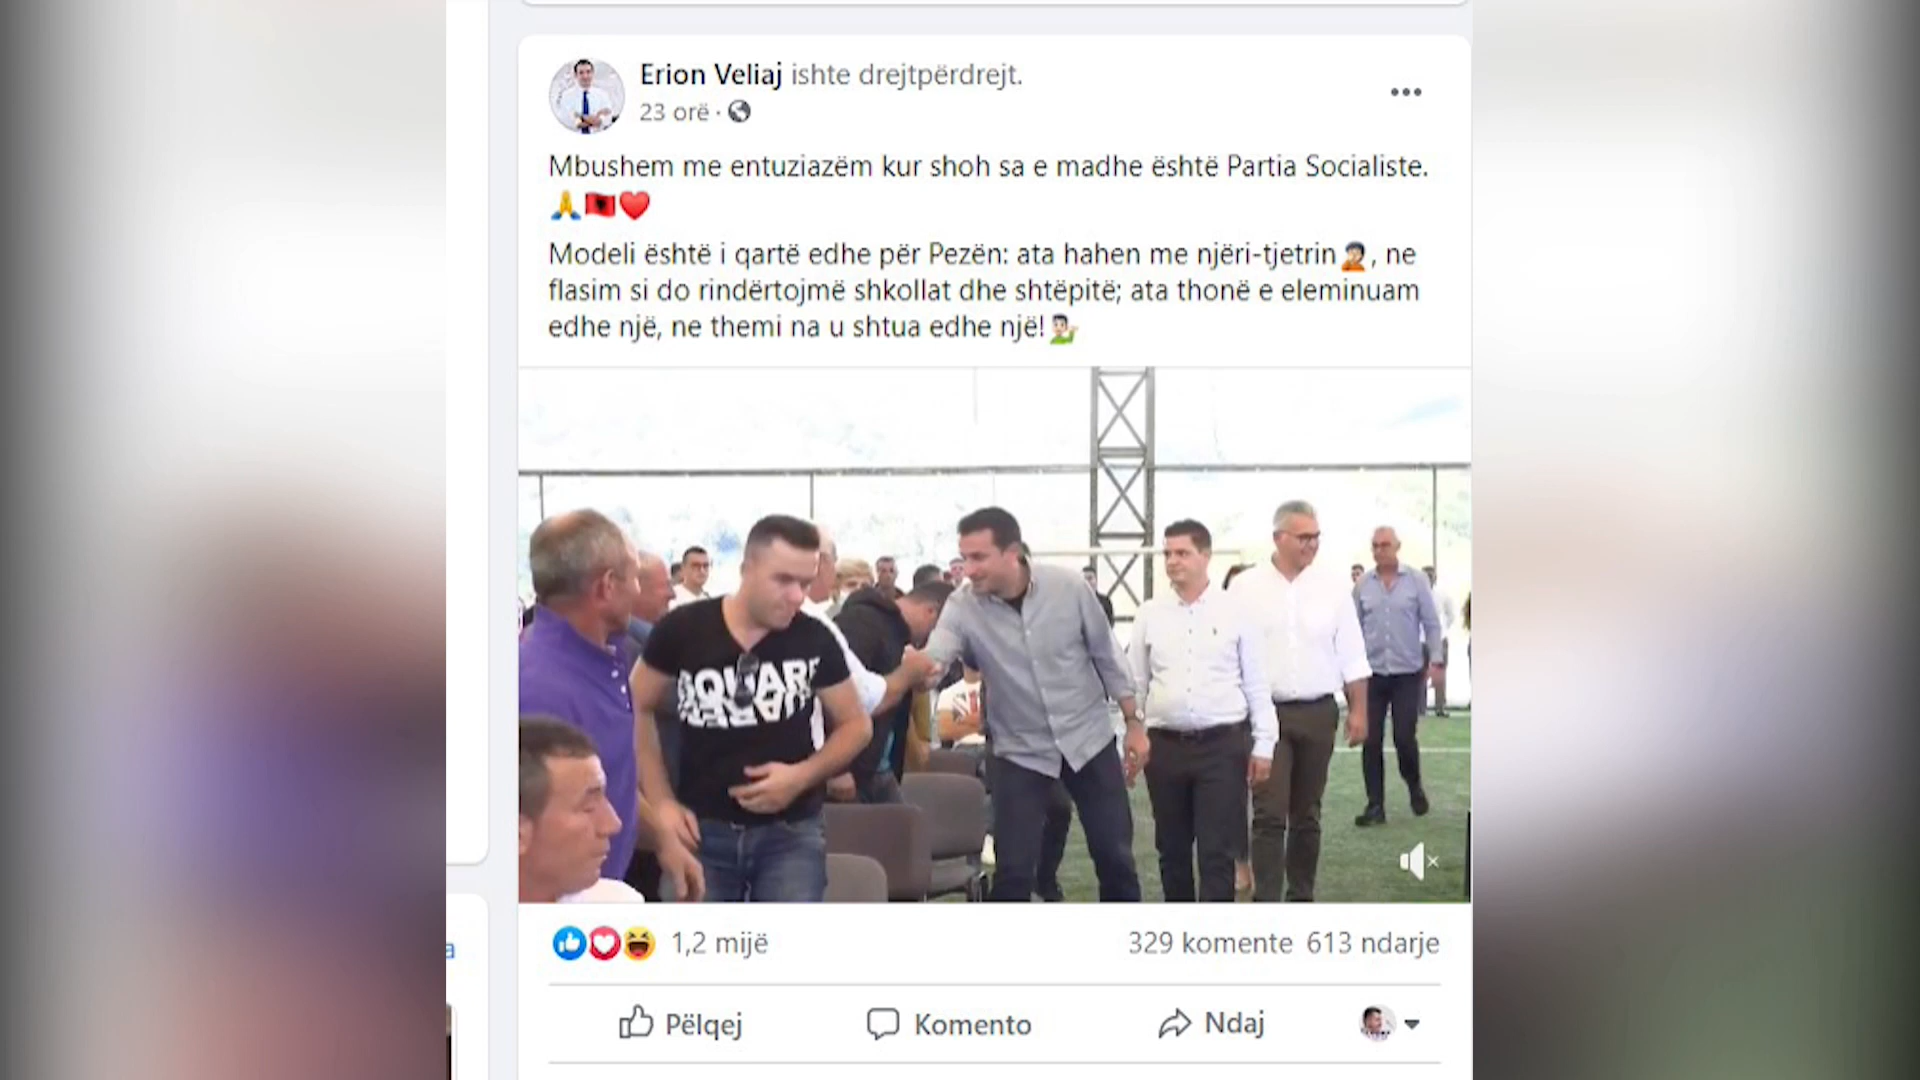 Erion Veliaj ishte drejtpërdrejt.
23 orë ·
Mbushem me entuziazëm kur shoh sa e madhe është Partia Socialiste.
🙏🇦🇱❤️
Modeli është i qartë edhe për Pezën: ata hahen me njëri-tjetrin🤦, ne
flasim si do rindërtojmë shkollat dhe shtëpitë; ata thonë e eleminuam
edhe një, ne themi na u shtua edhe një!💁
SQUARE
1,2 mijë
329 komente 613 ndarje
Pëlqej
Komento
Ndaj